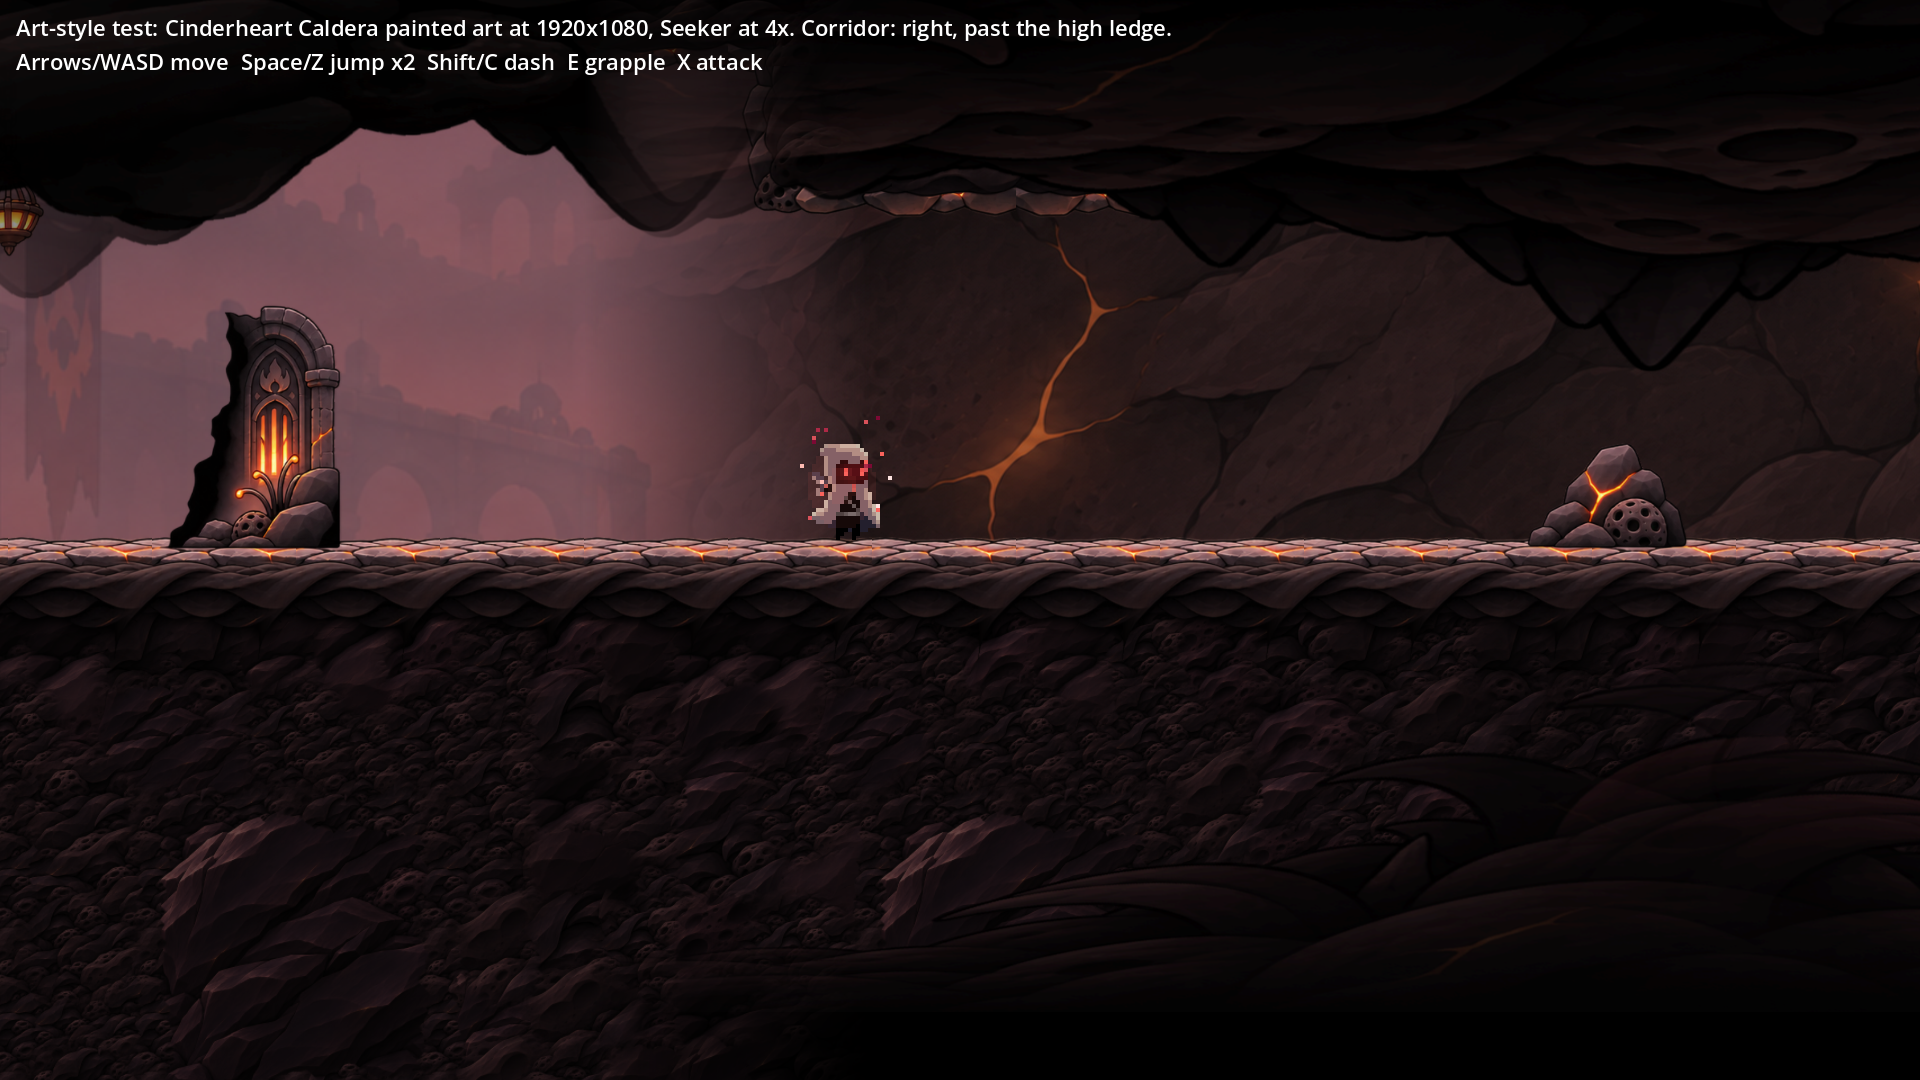 Art-style test: Cinderheart Caldera painted art at 1920x1080, Seeker at 4x. Corridor: right, past the high ledge.
Arrows/WASD move  Space/Z jump x2  Shift/C dash  E grapple  X attack